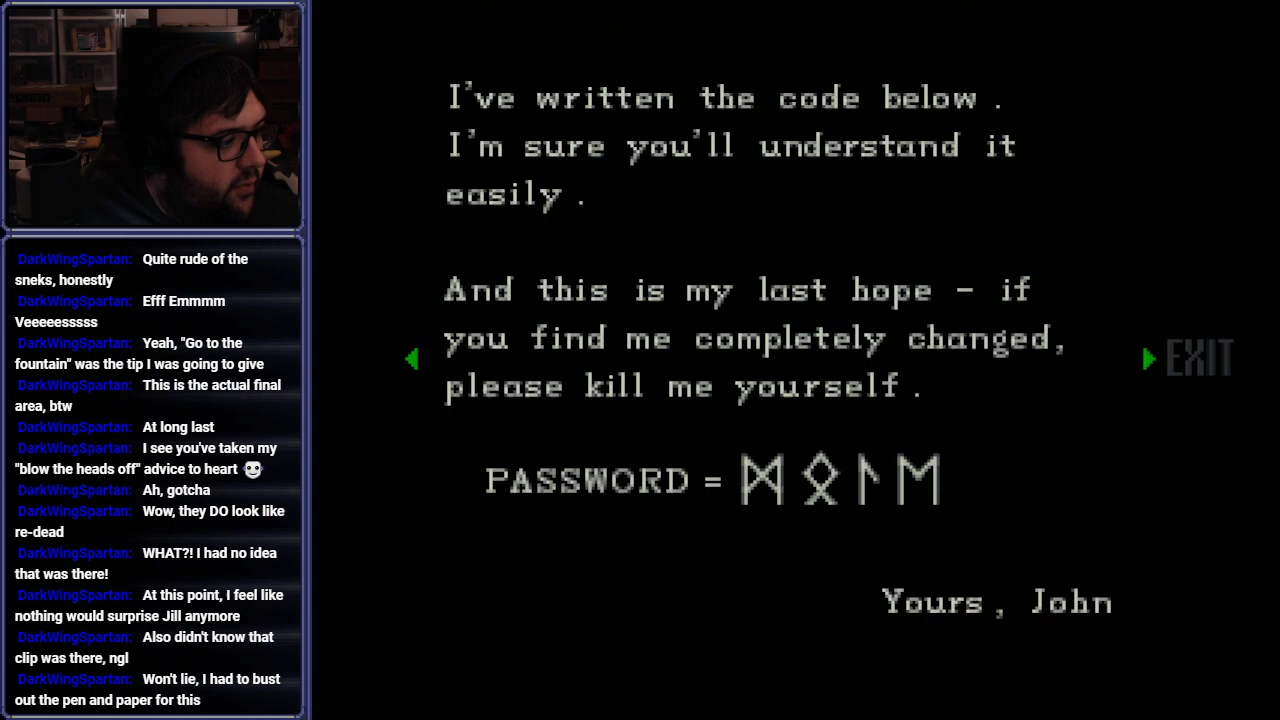 DarkWingSpartan: Quite rude of the
sneks, honestly
DarkWingSpartan: Efff Emmmm
Veeeeesssss
DarkWingSpartan: Yeah, "Go to the
fountain" was the tip I was going to give
DarkWingSpartan: This is the actual final
area, btw
DarkWingSpartan: At long last
DarkWingSpartan: I see you've taken my
"blow the heads off" advice to heart
DarkWingSpartan: Ah, gotcha
DarkWingSpartan: Wow, they DO look like
re-dead
DarkWingSpartan: WHAT?! I had no idea
that was there!
DarkWingSpartan: At this point, I feel like
nothing would surprise Jill anymore
DarkWingSpartan: Also didn't know that
clip was there, ngl
DarkWingSpartan: Won't lie, I had to bust
out the pen and paper for this
I've written the code below .
I'm sure you'll understand it
easily .
And this is my last hope - if
you find me completely changed,
please kill me yourself .
PASSWORD = ᛞᛟᚫᛖ
Yours , John
EXIT